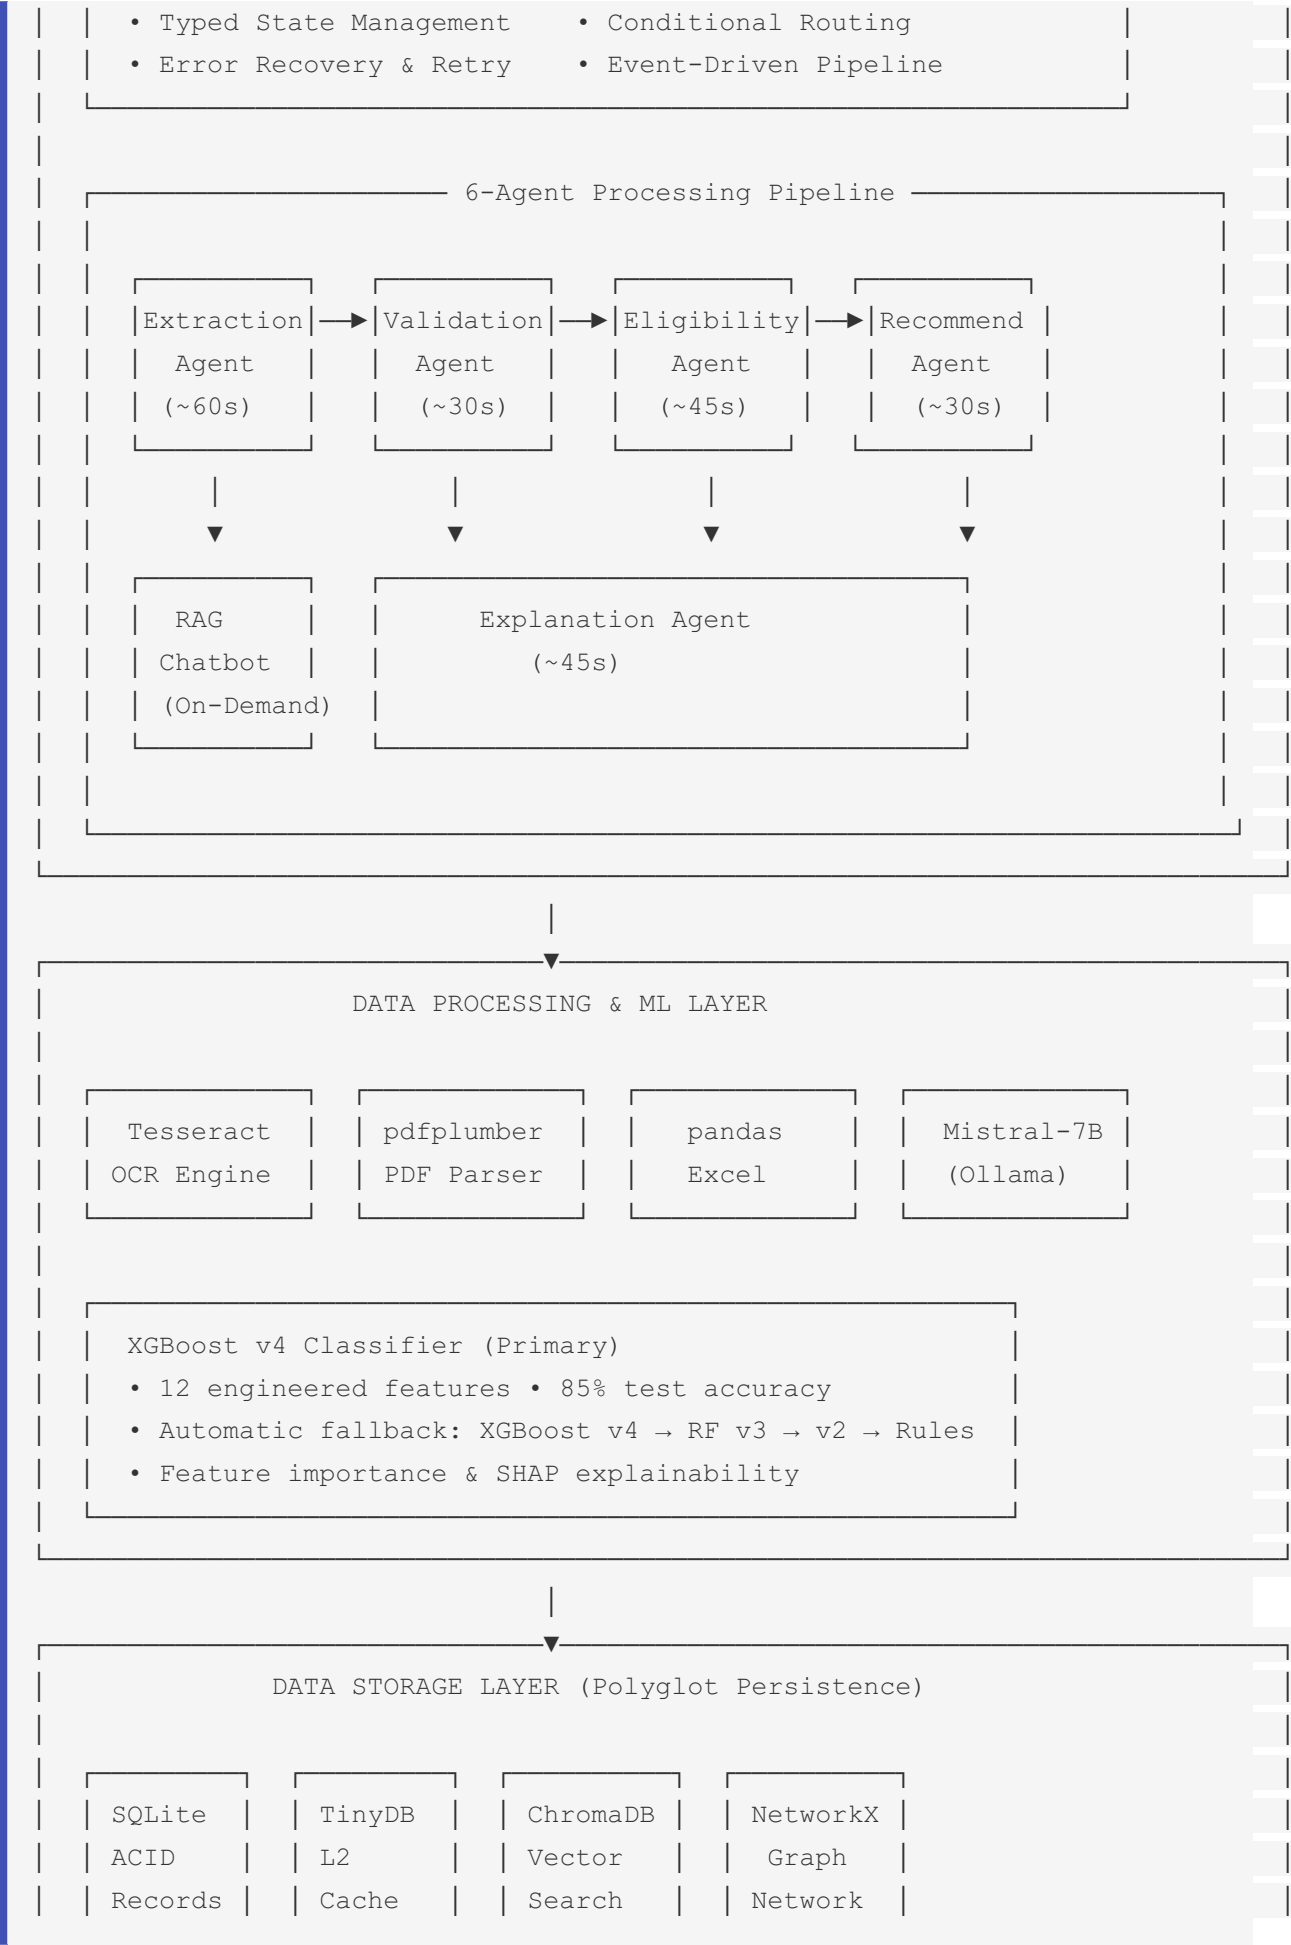 • Typed State Management • Conditional Routing
• Error Recovery & Retry • Event-Driven Pipeline
6-Agent Processing Pipeline
Extraction Validation Eligibility Recommend
Agent Agent Agent Agent
(~60s) (~30s) (~45s) (~30s)
RAG Explanation Agent
Chatbot (~45s)
(On-Demand)
DATA PROCESSING & ML LAYER
Tesseract pdfplumber pandas Mistral-7B
OCR Engine PDF Parser Excel (Ollama)
XGBoost v4 Classifier (Primary)
• 12 engineered features • 85% test accuracy
• Automatic fallback: XGBoost v4 → RF v3 → v2 → Rules
• Feature importance & SHAP explainability
DATA STORAGE LAYER (Polyglot Persistence)
SQLite TinyDB ChromaDB NetworkX
ACID L2 Vector Graph
Records Cache Search Network